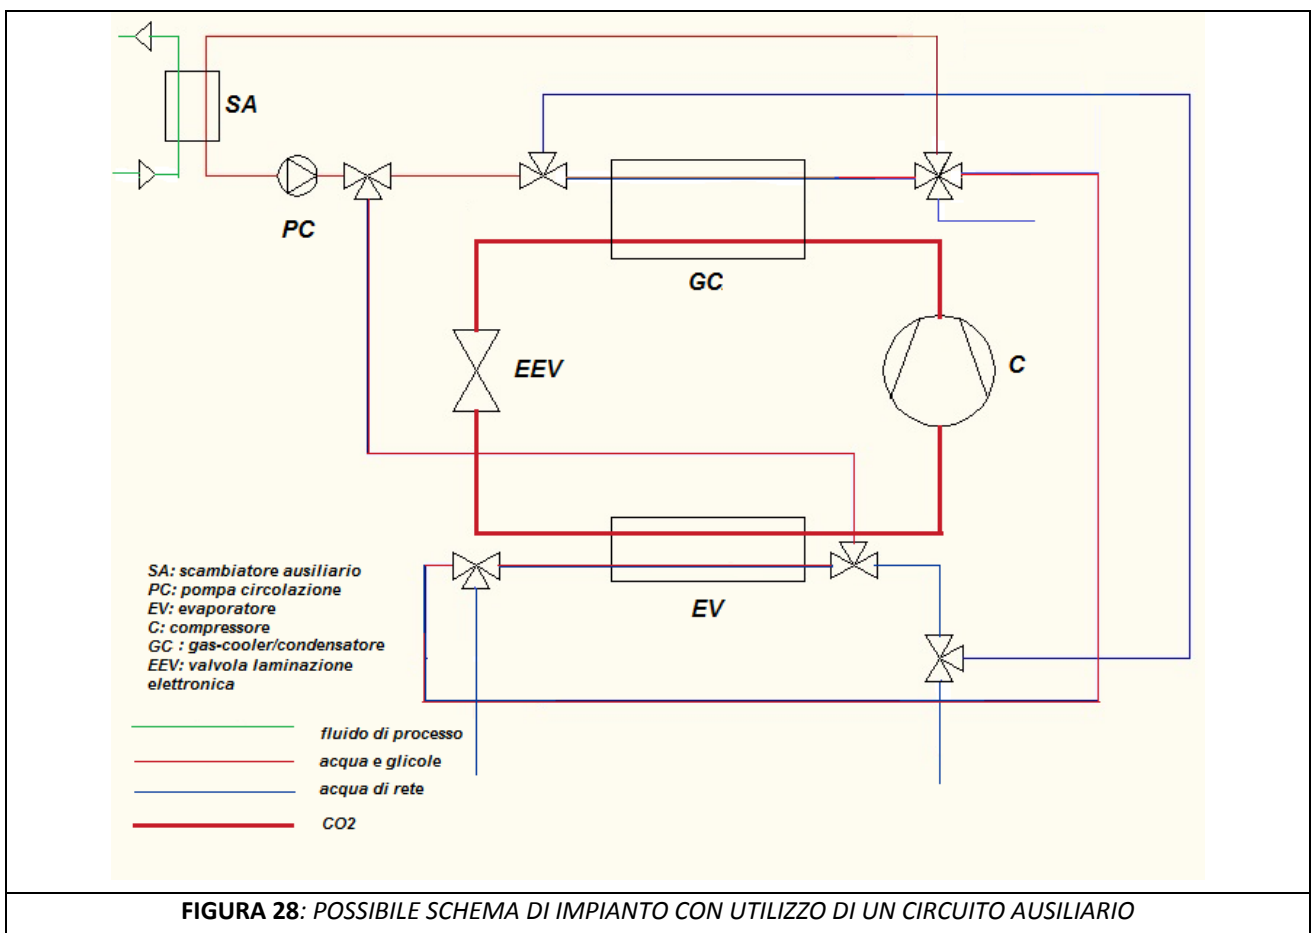 SA
PC
GC
EEV
C
EV
SA: scambiatore ausiliario
PC: pompa circolazione
EV: evaporatore
C: compressore
GC : gas-cooler/condensatore
EEV: valvola laminazione
elettronica
fluido di processo
acqua e glicole
acqua di rete
CO2
FIGURA 28: POSSIBILE SCHEMA DI IMPIANTO CON UTILIZZO DI UN CIRCUITO AUSILIARIO